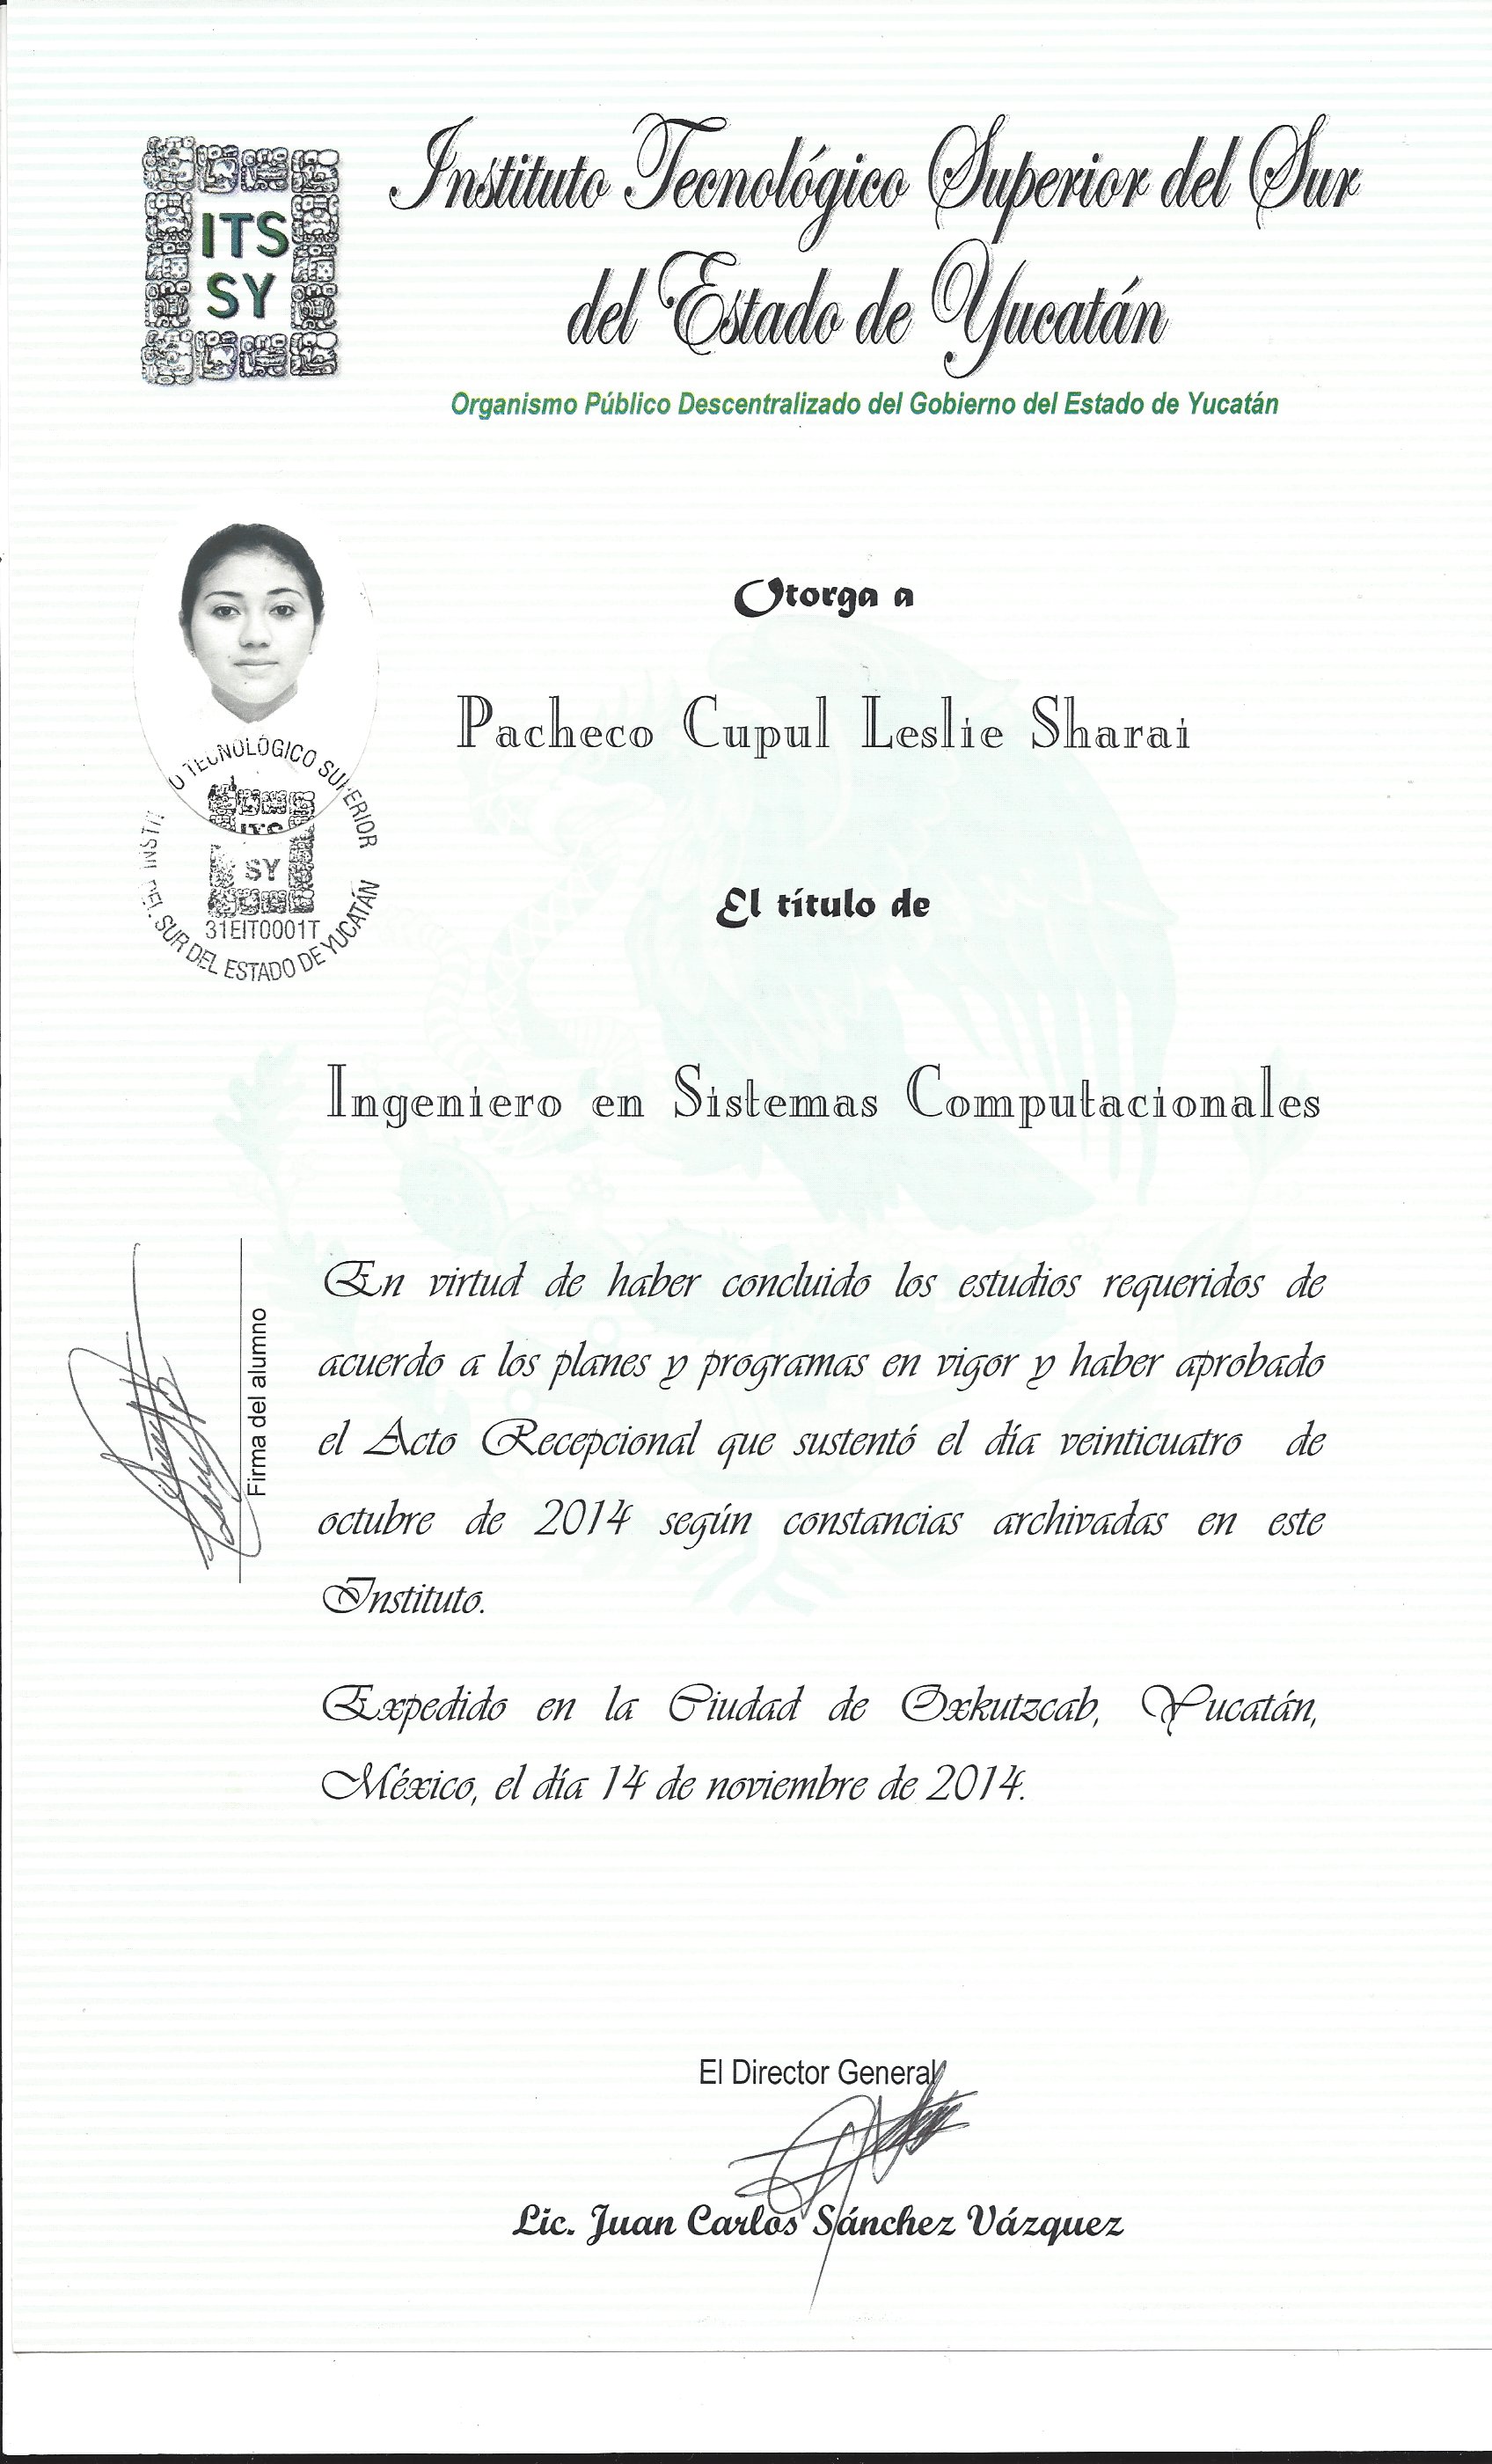 Instituto Tecnológico Superior del Sur
del Estado de Yucatán
Organismo Público Descentralizado del Gobierno del Estado de Yucatán
ITS
SY
Otorga a
Pacheco Cupul Leslie Sharai
O TECNOLÓGICO SUPERIOR
INSTIT
ITS
SY
31EIT0001T
DEL SUR DEL ESTADO DE YUCATÁN
El título de
Ingeniero en Sistemas Computacionales
Firma del alumno
En virtud de haber concluido los estudios requeridos de
acuerdo a los planes y programas en vigor y haber aprobado
el Acto Recepcional que sustentó el día veinticuatro de
octubre de 2014 según constancias archivadas en este
Instituto.
Expedido en la Ciudad de Oxkutzcab, Yucatán,
México, el día 14 de noviembre de 2014.
El Director General
Lic. Juan Carlos Sánchez Vázquez